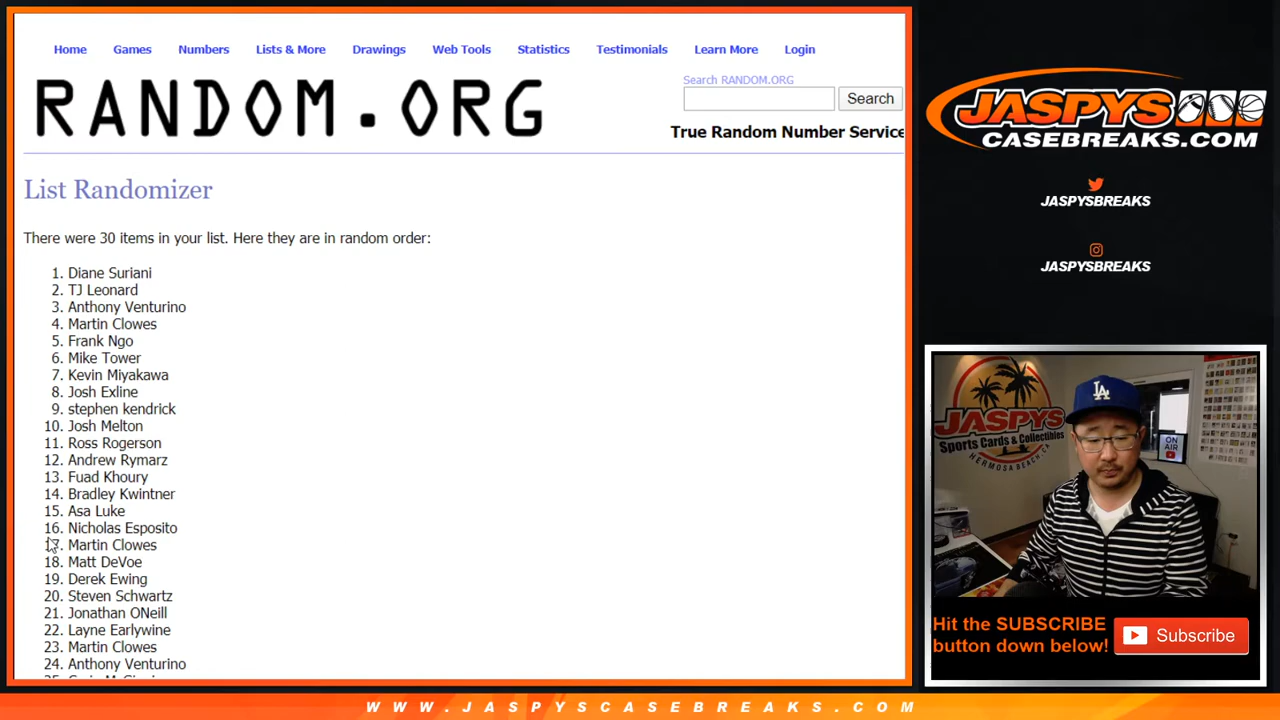 Home Games Numbers Lists & More Drawings Web Tools Statistics Testimonials Learn More Login
RANDOM.ORG
Search RANDOM.ORG
Search
True Random Number Service
List Randomizer
There were 30 items in your list. Here they are in random order:
1. Diane Suriani
2. TJ Leonard
3. Anthony Venturino
4. Martin Clowes
5. Frank Ngo
6. Mike Tower
7. Kevin Miyakawa
8. Josh Exline
9. stephen kendrick
10. Josh Melton
11. Ross Rogerson
12. Andrew Rymarz
13. Fuad Khoury
14. Bradley Kwintner
15. Asa Luke
16. Nicholas Esposito
17. Martin Clowes
18. Matt DeVoe
19. Derek Ewing
20. Steven Schwartz
21. Jonathan ONeill
22. Layne Earlywine
23. Martin Clowes
24. Anthony Venturino
JASPYS
CASEBREAKS.COM
JASPYSBREAKS
JASPYSBREAKS
JASPYS
Sports Cards & Collectibles
HERMOSA BEACH, CA
LA
ON
AIR
Hit the SUBSCRIBE
button down below!
Subscribe
WWW.JASPYSCASEBREAKS.COM